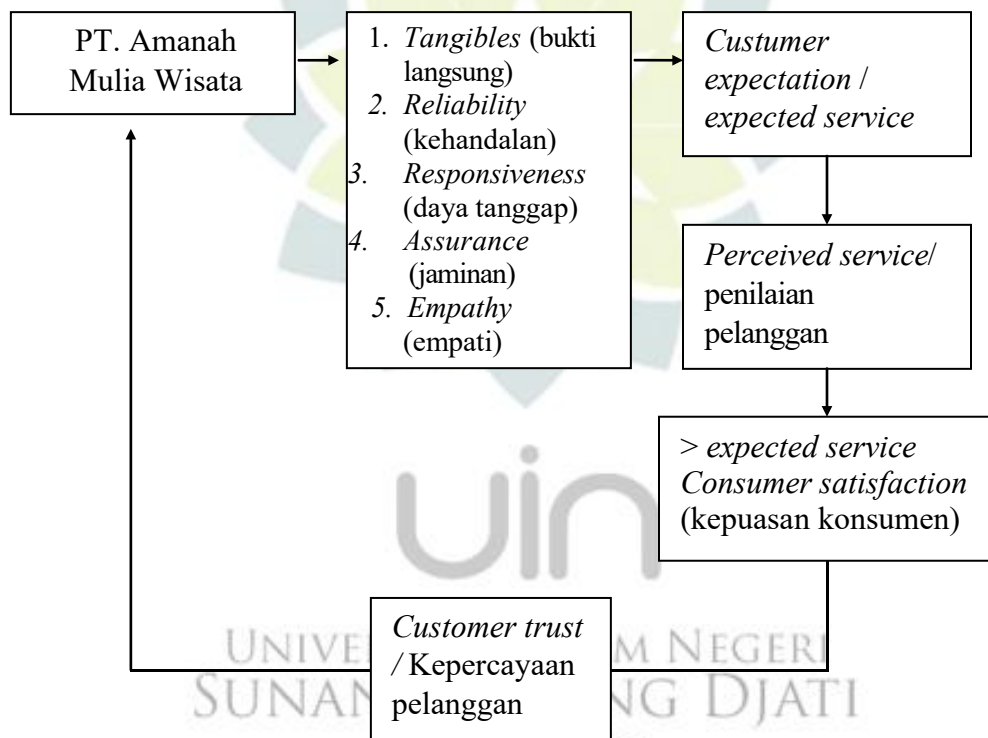 PT. Amanah
Mulia Wisata
1. Tangibles (bukti
langsung)
2. Reliability
(kehandalan)
3. Responsiveness
(daya tanggap)
4. Assurance
(jaminan)
5. Empathy
(empati)
Custumer
expectation /
expected service
Perceived service/
penilaian
pelanggan
> expected service
Consumer satisfaction
(kepuasan konsumen)
uin
Customer trust
/ Kepercayaan
pelanggan
NEGERI
SUNAN
DJATI